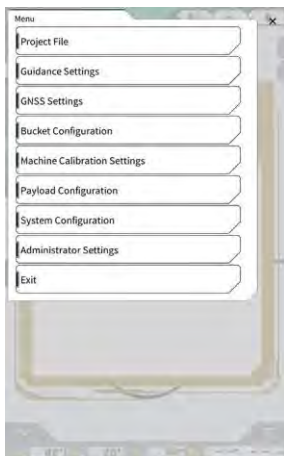 Menu
Project File
Guidance Settings
GNSS Settings
Bucket Configuration
Machine Calibration Settings
Payload Configuration
System Configuration
Administrator Settings
Exit